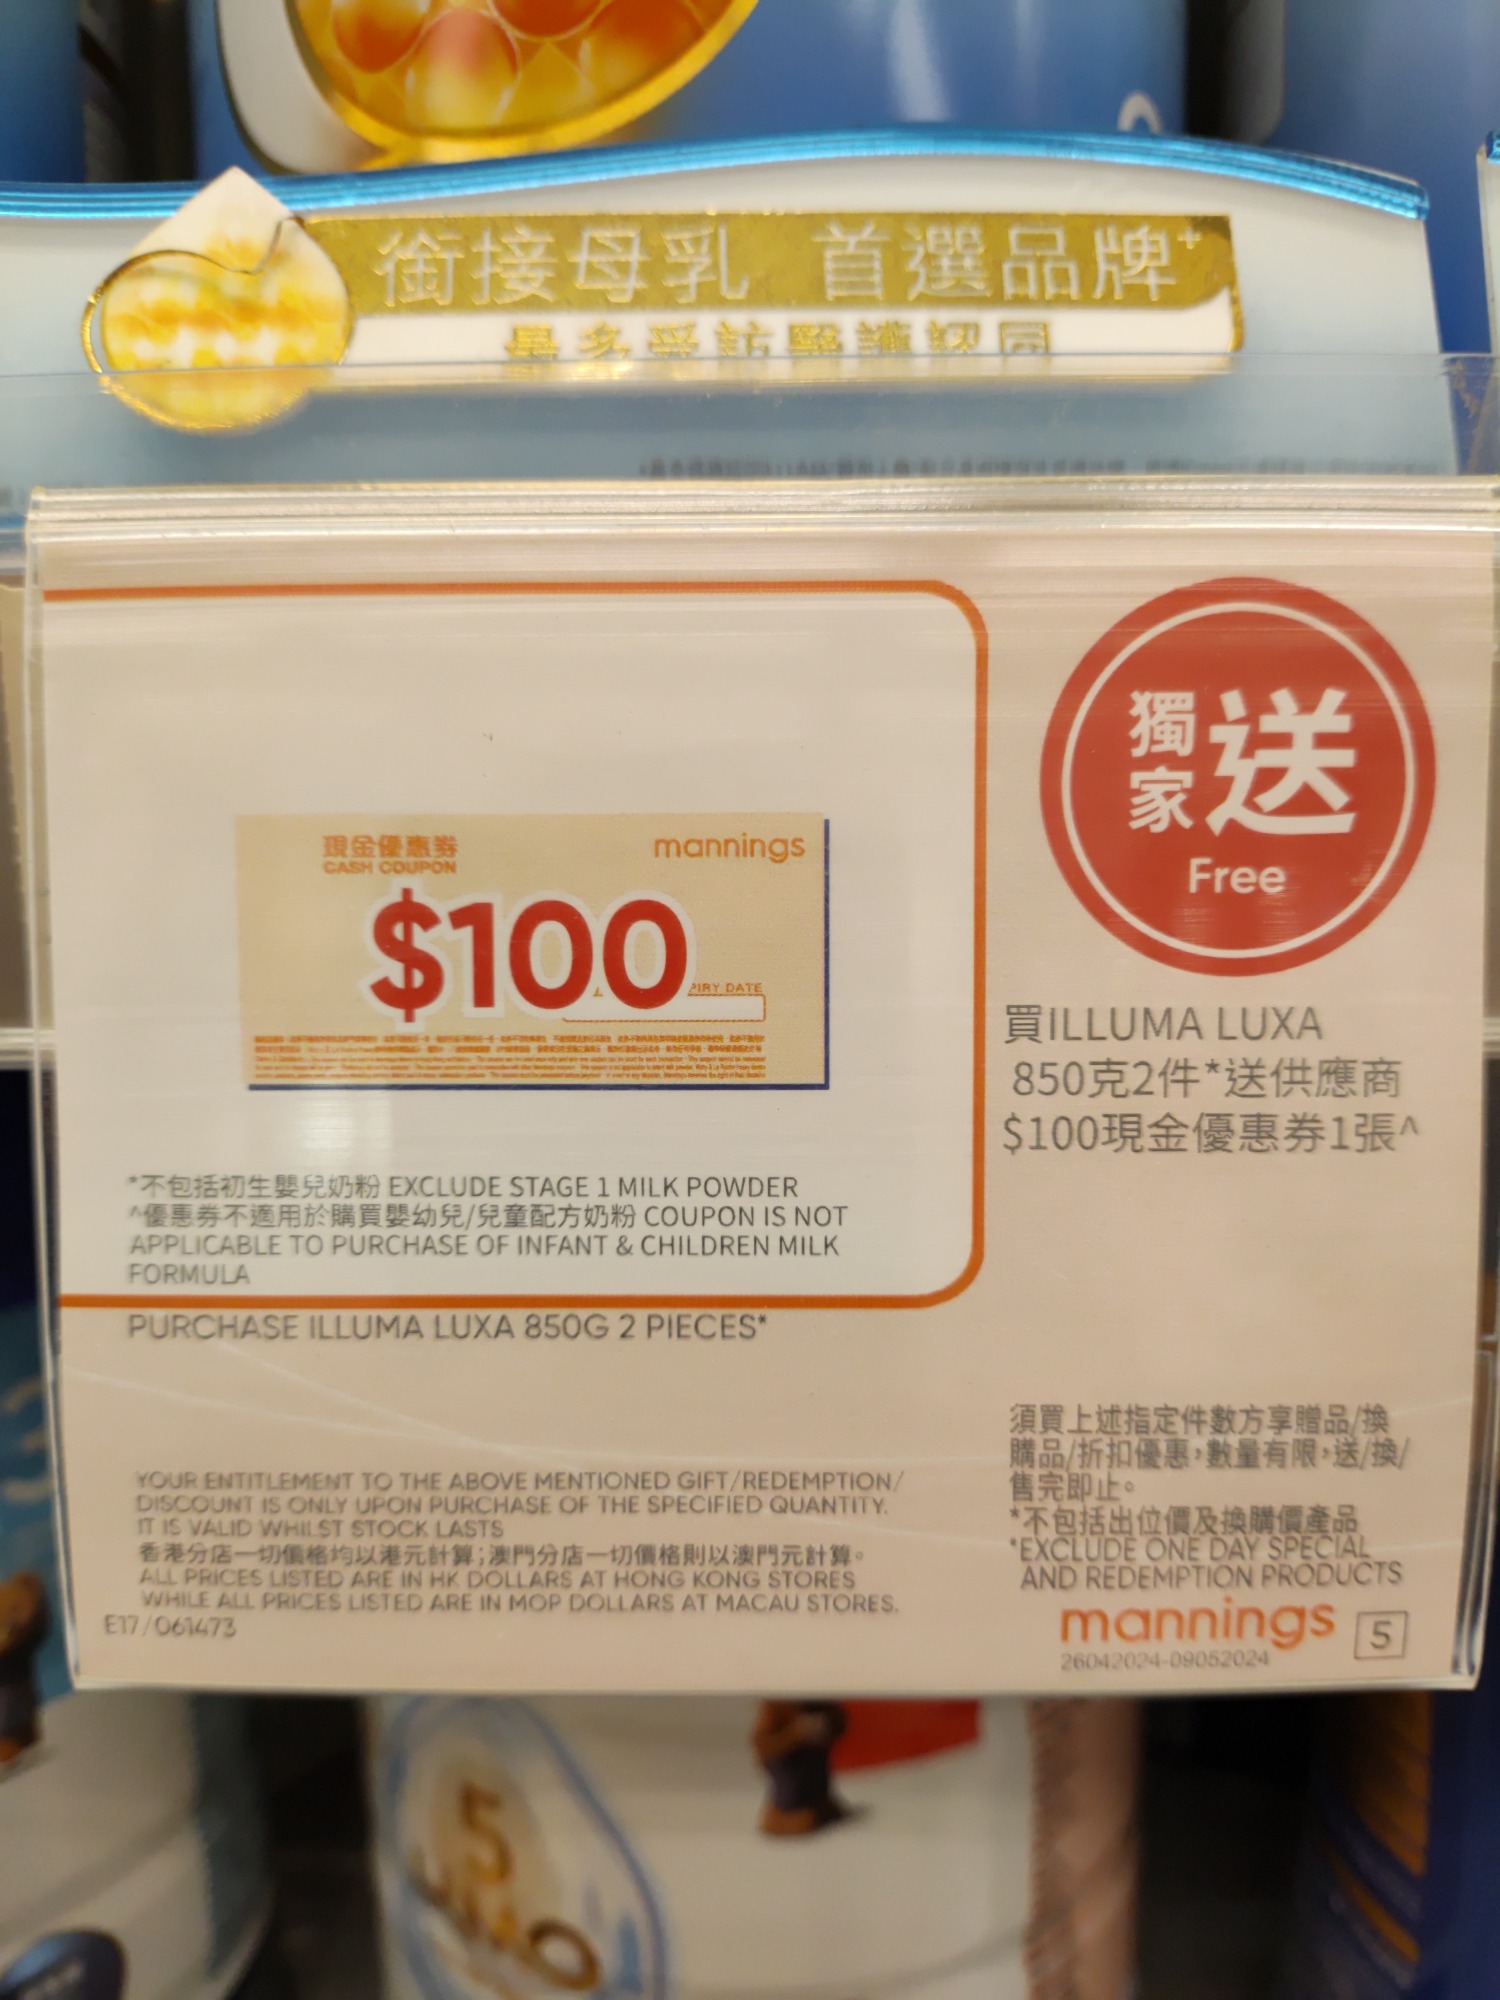 銜接母乳 首選品牌+
最多受訪醫護認同
獨家送
Free
現金優惠券
CASH COUPON
mannings
$100
PIRY DATE
買ILLUMA LUXA
850克2件*送供應商
$100現金優惠券1張^
*不包括初生嬰兒奶粉 EXCLUDE STAGE 1 MILK POWDER
^優惠券不適用於購買嬰幼兒/兒童配方奶粉 COUPON IS NOT
APPLICABLE TO PURCHASE OF INFANT & CHILDREN MILK
FORMULA
PURCHASE ILLUMA LUXA 850G 2 PIECES*
須買上述指定件數方享贈品/換
購品/折扣優惠，數量有限，送/換/
售完即止。
*不包括出位價及換購價產品
*EXCLUDE ONE DAY SPECIAL
AND REDEMPTION PRODUCTS
YOUR ENTITLEMENT TO THE ABOVE MENTIONED GIFT/REDEMPTION/
DISCOUNT IS ONLY UPON PURCHASE OF THE SPECIFIED QUANTITY.
IT IS VALID WHILST STOCK LASTS
香港分店一切價格均以港元計算;澳門分店一切價格則以澳門元計算。
ALL PRICES LISTED ARE IN HK DOLLARS AT HONG KONG STORES
WHILE ALL PRICES LISTED ARE IN MOP DOLLARS AT MACAU STORES.
E17/061473
mannings 5
26042024-09052024
5